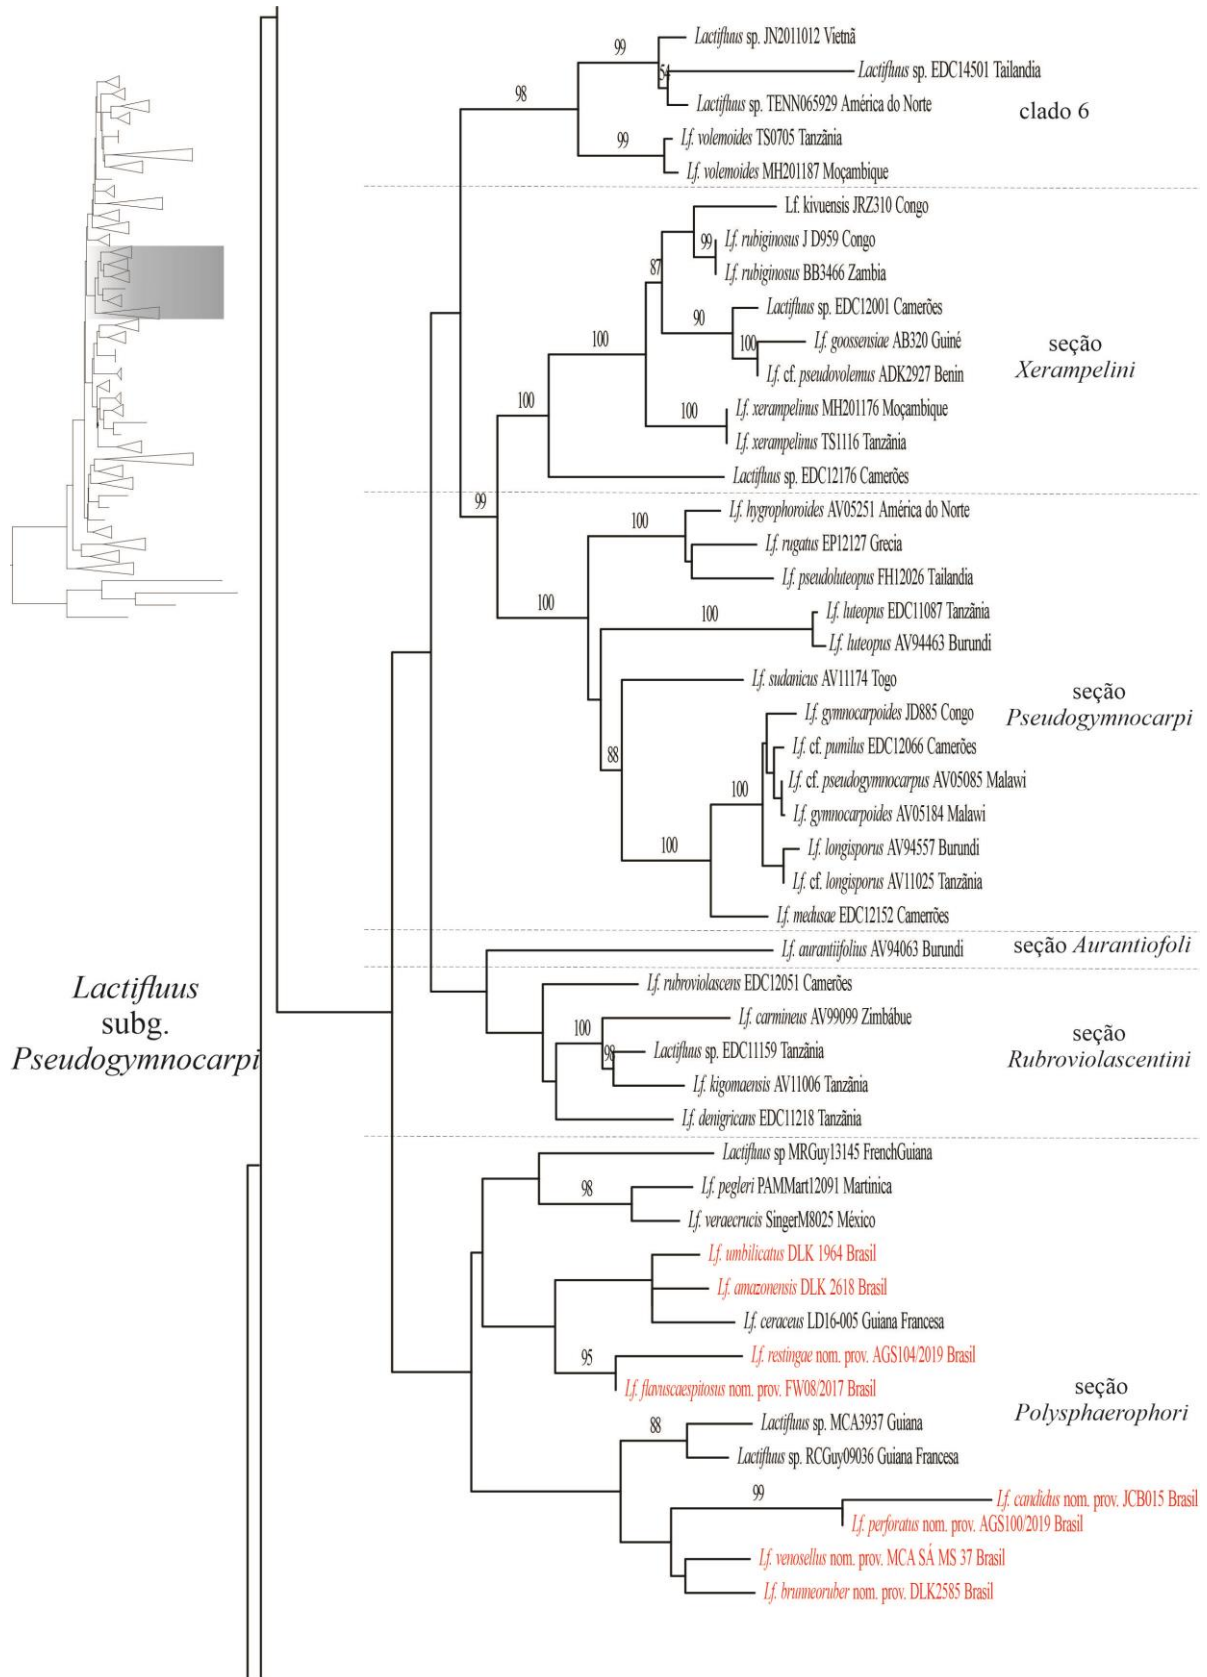 99
Lactifluus sp. JN2011012 Vietnã
54
Lactifluus sp. EDC14501 Tailandia
98
Lactifluus sp. TENN065929 América do Norte
clado 6
99
Lf. volemoides TS0705 Tanzãnia
Lf. volemoides MH201187 Moçambique
Lf. kivuensis JRZ310 Congo
99
Lf. rubiginosus J D959 Congo
87
Lf. rubiginosus BB3466 Zambia
90
Lactifluus sp. EDC12001 Camerões
100
100
Lf. goossensiae AB320 Guiné
Lf. cf. pseudovolemus ADK2927 Benin
seção
Xerampelini
100
100
Lf. xerampelinus MH201176 Moçambique
Lf. xerampelinus TS1116 Tanzãnia
Lactifluus sp. EDC12176 Camerões
99
100
Lf. hygrophoroides AV05251 América do Norte
Lf. rugatus EP12127 Grecia
Lf. pseudoluteopus FH12026 Tailandia
100
100
Lf. luteopus EDC11087 Tanzãnia
Lf. luteopus AV94463 Burundi
Lf. sudanicus AV11174 Togo
seção
Pseudogymnocarpi
Lf. gymnocarpoides JD885 Congo
88
Lf. cf. pumilus EDC12066 Camerões
100
Lf. cf. pseudogymnocarpus AV05085 Malawi
Lf. gymnocarpoides AV05184 Malawi
100
Lf. longisporus AV94557 Burundi
Lf. cf. longisporus AV11025 Tanzãnia
Lf. medusae EDC12152 Camerrões
Lf. aurantiifolius AV94063 Burundi
seção Aurantiofoli
Lactifluus
subg.
Pseudogymnocarpi
Lf. rubroviolascens EDC12051 Camerões
100
Lf. carmineus AV99099 Zimbábue
98
Lactifluus sp. EDC11159 Tanzãnia
Lf. kigomaensis AV11006 Tanzãnia
Lf. denigricans EDC11218 Tanzãnia
seção
Rubroviolascentini
Lactifluus sp MRGuy13145 FrenchGuiana
98
Lf. pegleri PAMMart12091 Martinica
Lf. veraecrucis SingerM8025 México
Lf. umbilicatus DLK 1964 Brasil
Lf. amazonensis DLK 2618 Brasil
Lf. ceraceus LD16-005 Guiana Francesa
95
Lf. restingae nom. prov. AGS104/2019 Brasil
Lf. flavuscaespitosus nom. prov. FW08/2017 Brasil
seção
Polysphaerophori
88
Lactifluus sp. MCA3937 Guiana
Lactifluus sp. RCGuy09036 Guiana Francesa
99
Lf. candidus nom. prov. JCB015 Brasil
Lf. perforatus nom. prov. AGS100/2019 Brasil
Lf. venosellus nom. prov. MCA SÁ MS 37 Brasil
Lf. brunneoruber nom. prov. DLK2585 Brasil